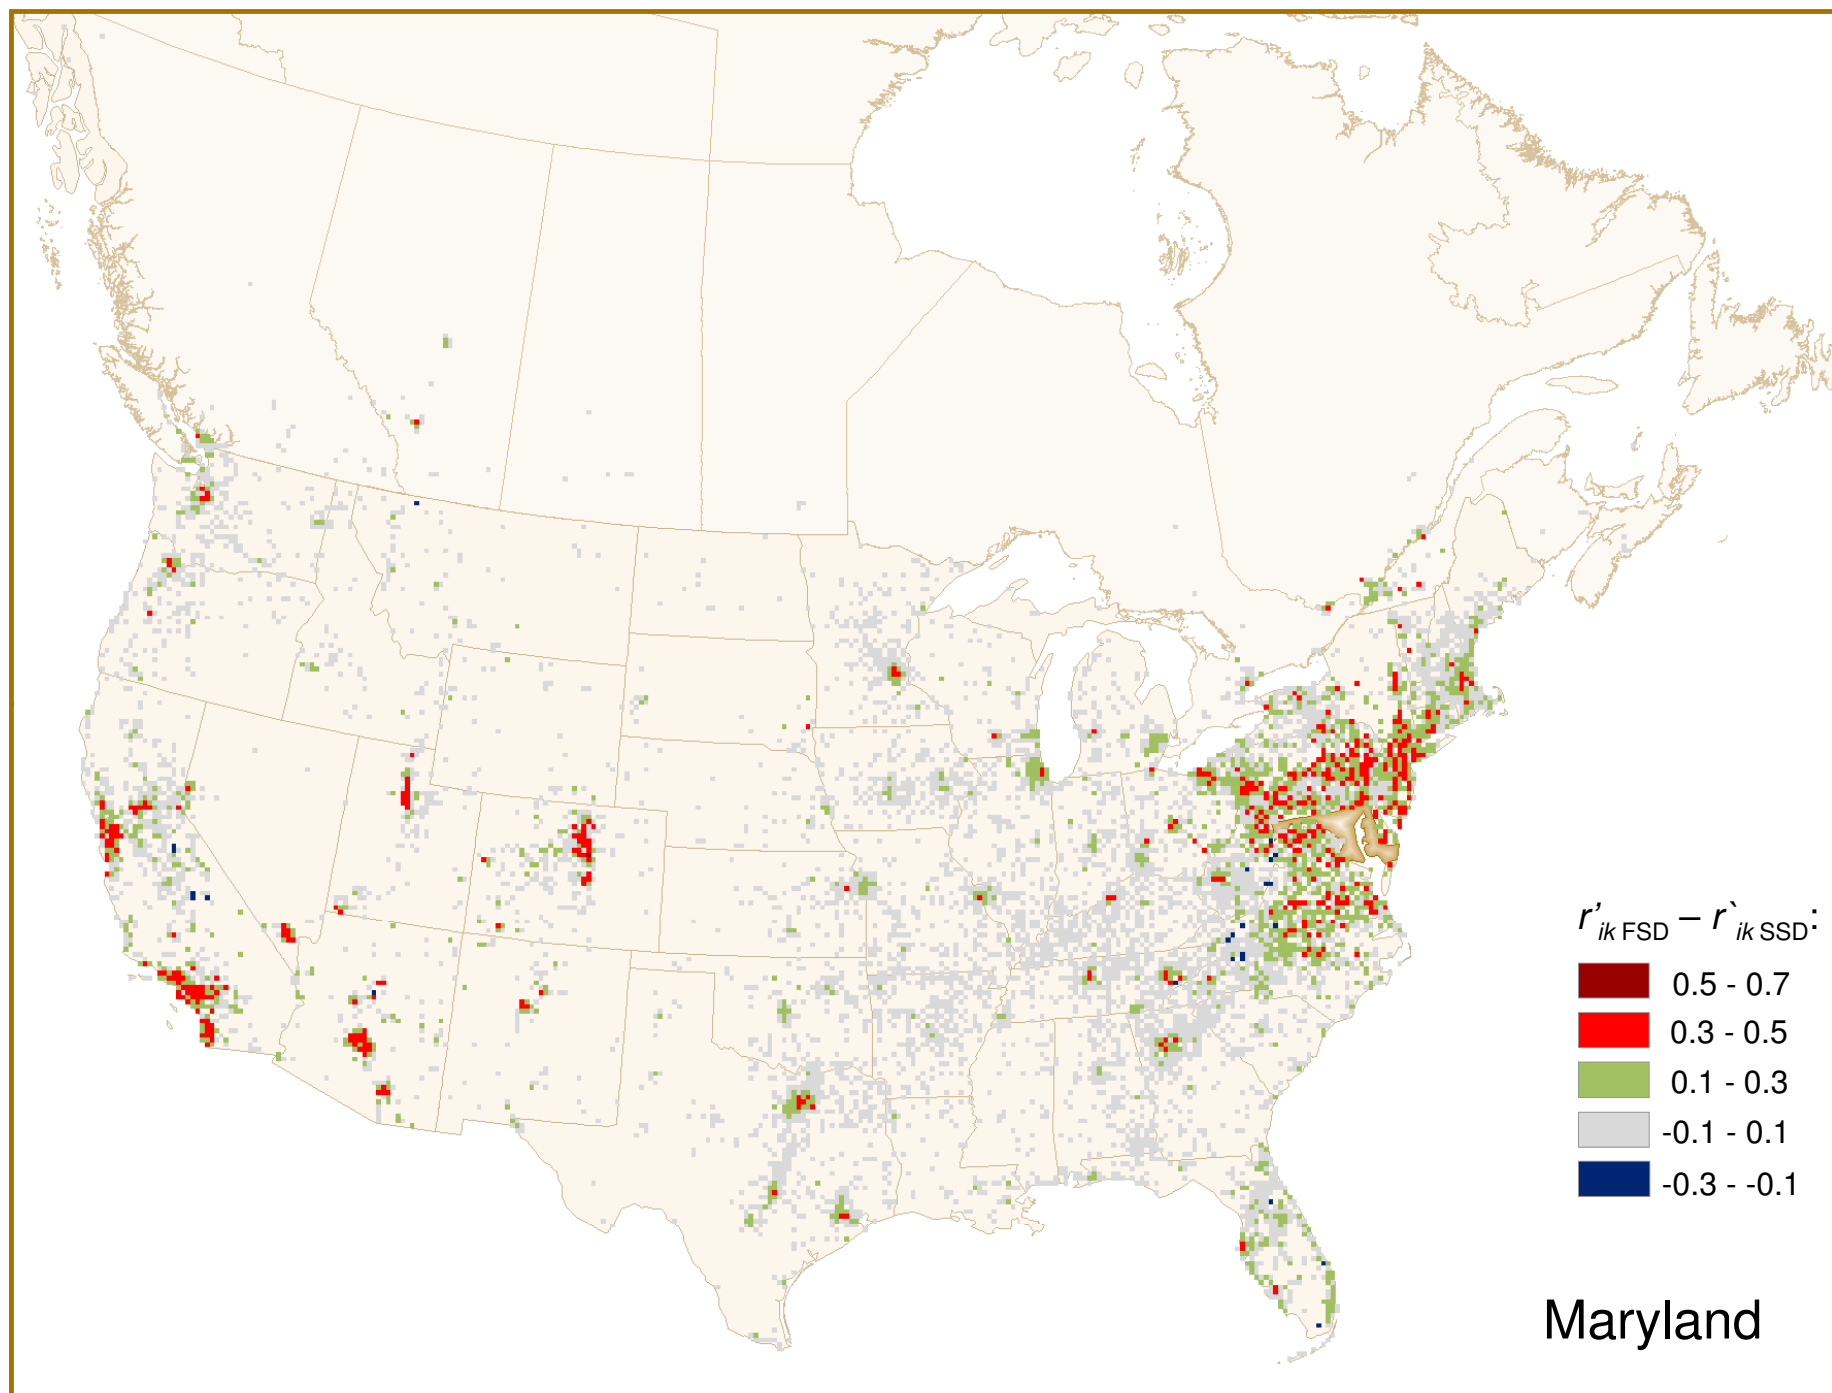 r'ik FSD – r`ik SSD:
0.5 - 0.7
0.3 - 0.5
0.1 - 0.3
-0.1 - 0.1
-0.3 - -0.1
Maryland